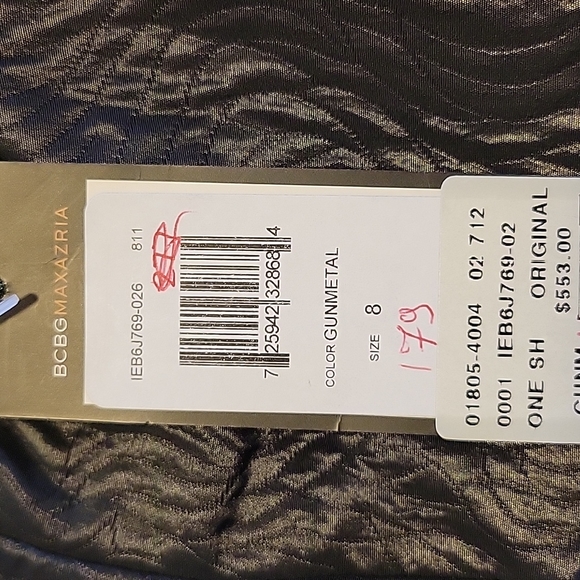 BCBGMAXAZRIA
IEB6J769-026 811
7 25942 32868 4
COLOR GUNMETAL
SIZE 8
179
01805-4004 02 712
0001 IEB6J769-02
ONE SH ORIGINAL
$553.00